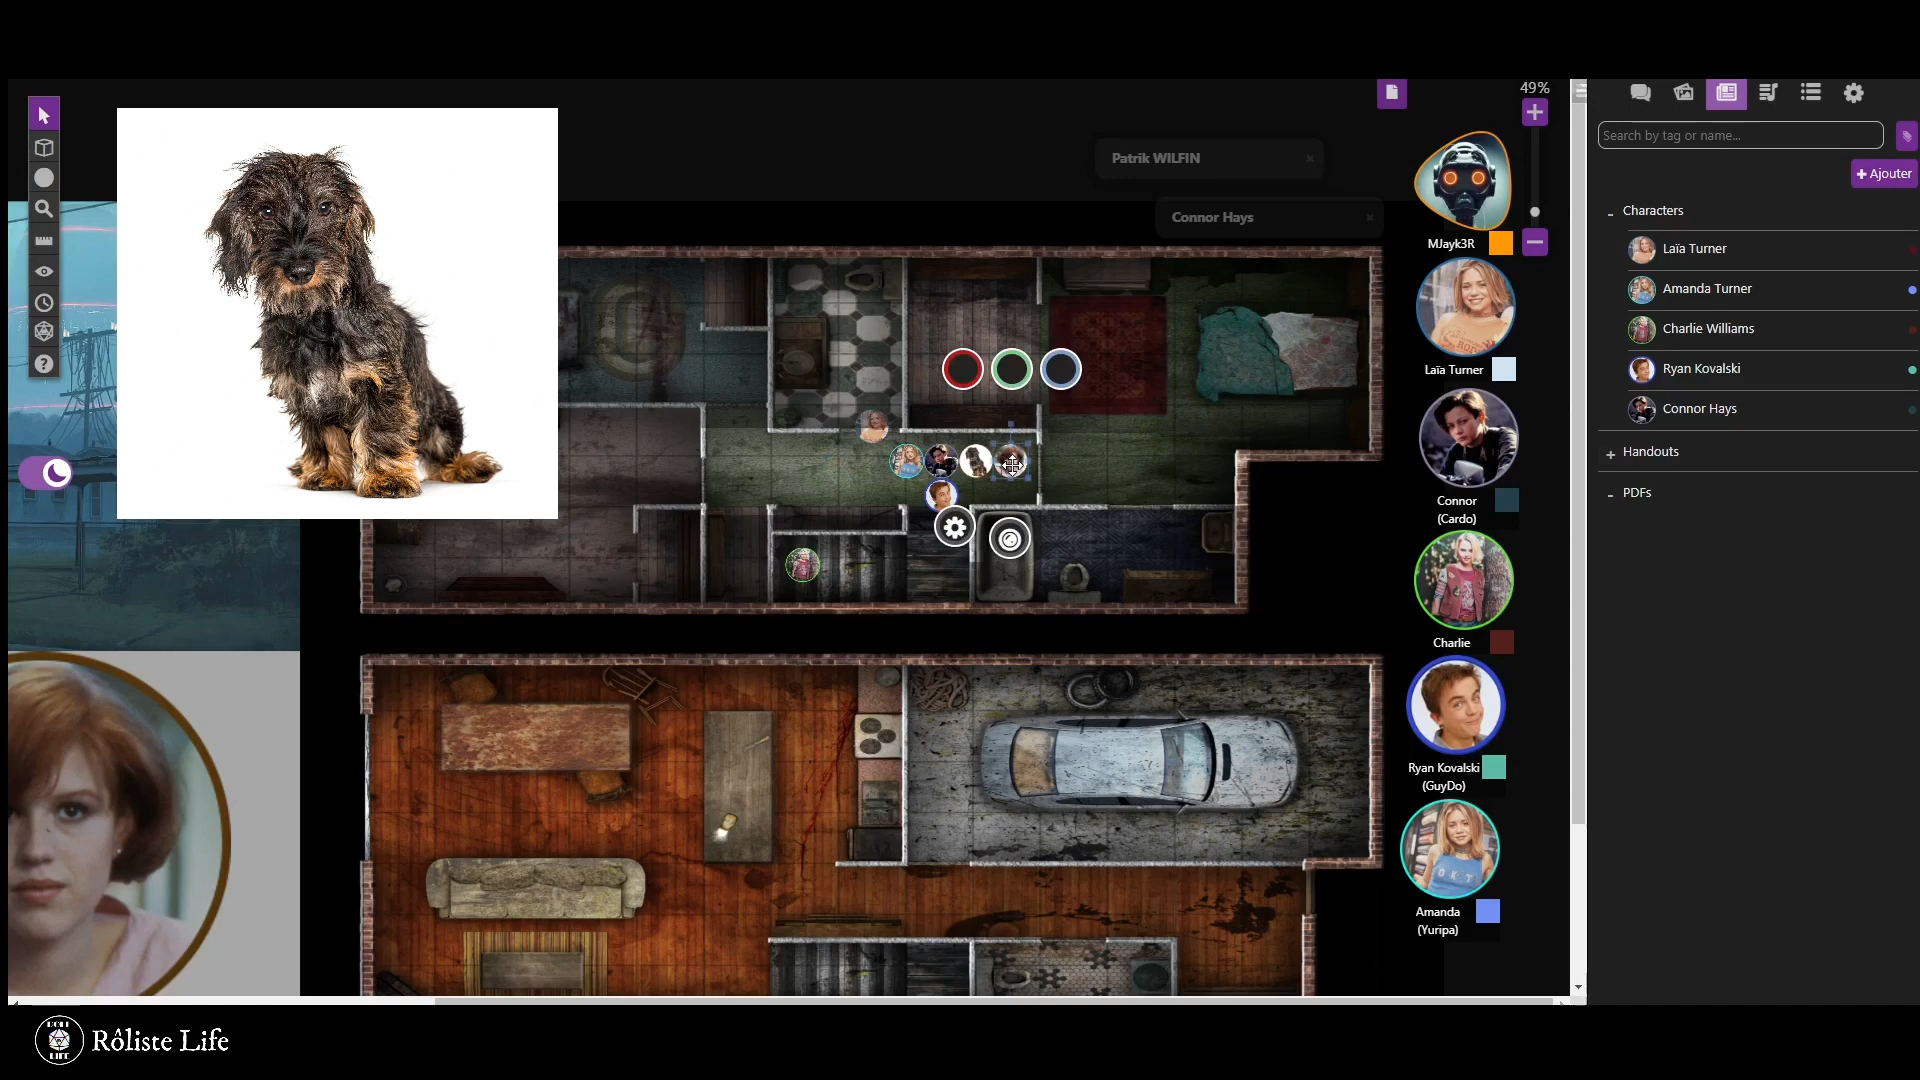 49%
Patrik WILFIN
Connor Hays
MJayk3R
Laïa Turner
Connor
(Cardo)
Charlie
Ryan Kovalski
(GuyDo)
Amanda
(Yuripa)
Search by tag or name...
+ Ajouter
Characters
Laïa Turner
Amanda Turner
Charlie Williams
Ryan Kovalski
Connor Hays
Handouts
PDFs
Rôliste Life